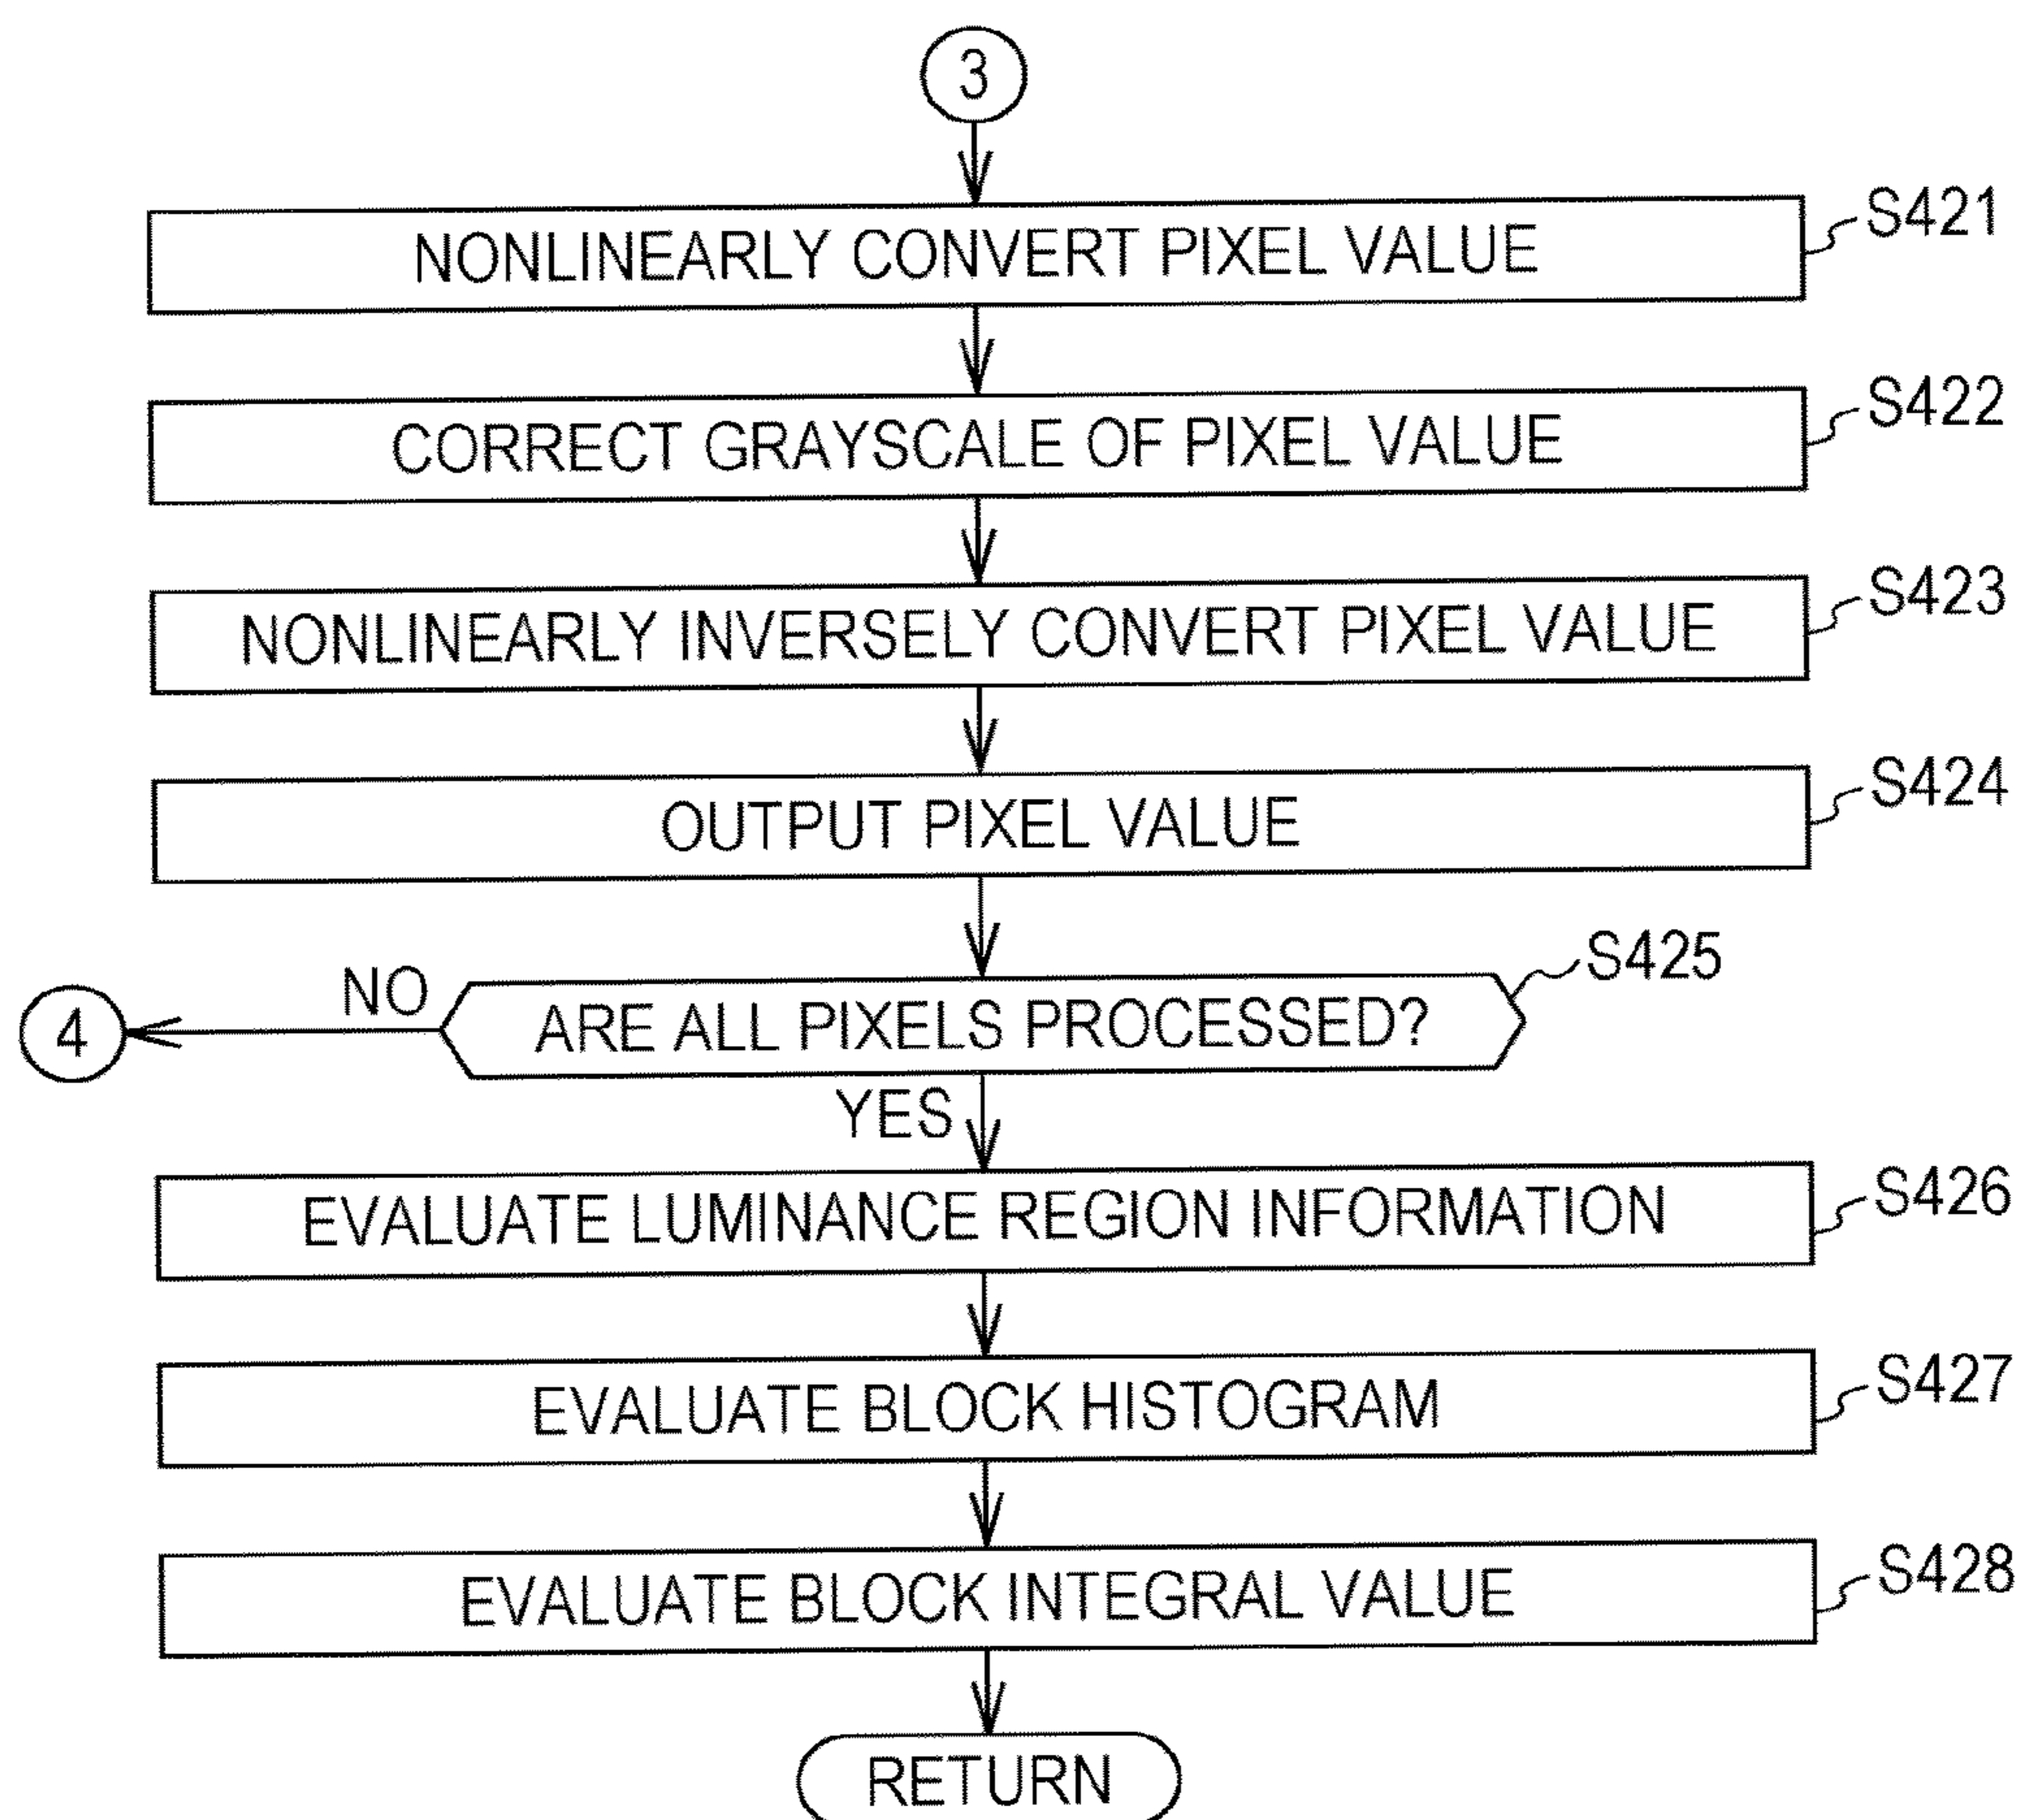 3
NONLINEARLY CONVERT PIXEL VALUE
S421
CORRECT GRAYSCALE OF PIXEL VALUE
S422
NONLINEARLY INVERSELY CONVERT PIXEL VALUE
S423
OUTPUT PIXEL VALUE
S424
ARE ALL PIXELS PROCESSED?
S425
NO
4
YES
EVALUATE LUMINANCE REGION INFORMATION
S426
EVALUATE BLOCK HISTOGRAM
S427
EVALUATE BLOCK INTEGRAL VALUE
S428
RETURN